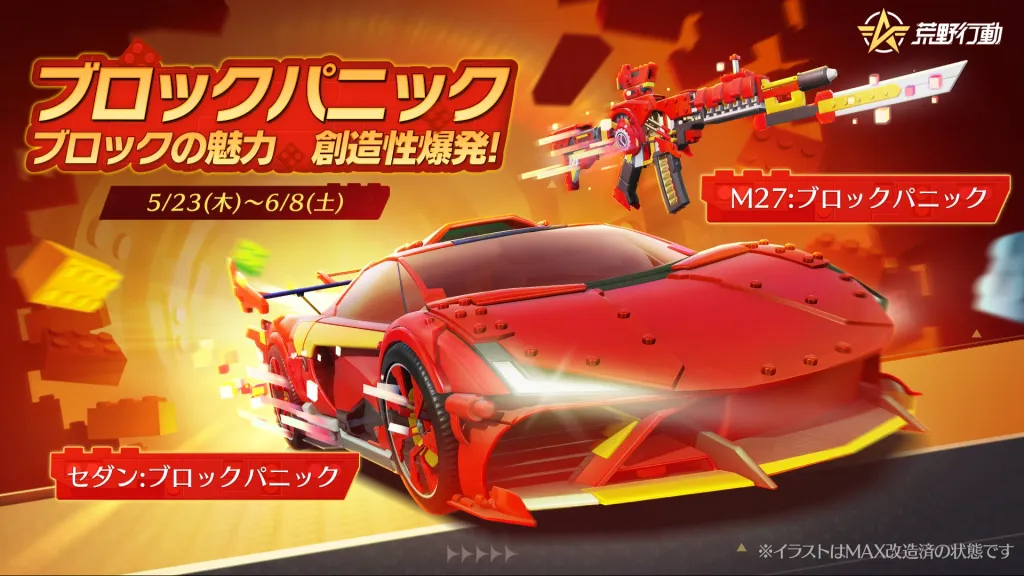 荒野行動
ブロックパニック
ブロックの魅力 創造性爆発!
5/23(木)~6/8(土)
M27:ブロックパニック
セダン:ブロックパニック
※イラストはMAX改造済の状態です